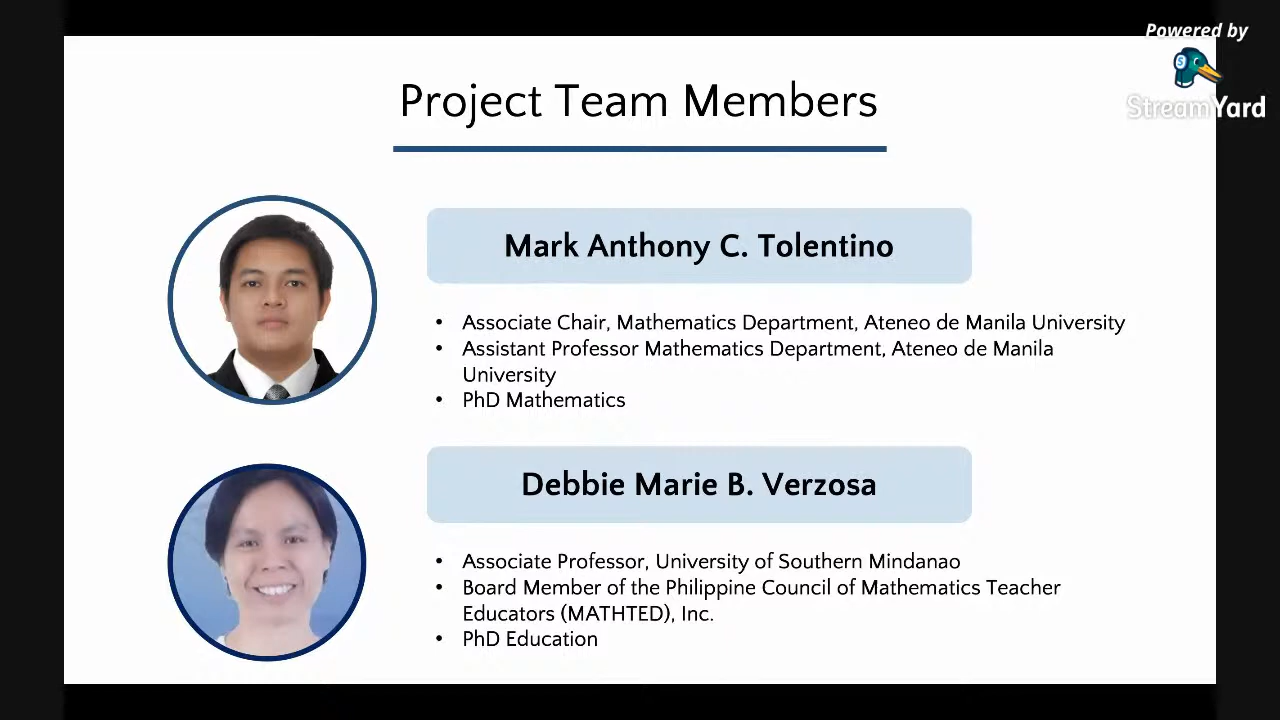 Powered by
StreamYard
Project Team Members
Mark Anthony C. Tolentino
• Associate Chair, Mathematics Department, Ateneo de Manila University
• Assistant Professor Mathematics Department, Ateneo de Manila
University
• PhD Mathematics
Debbie Marie B. Verzosa
• Associate Professor, University of Southern Mindanao
• Board Member of the Philippine Council of Mathematics Teacher
Educators (MATHTED), Inc.
• PhD Education